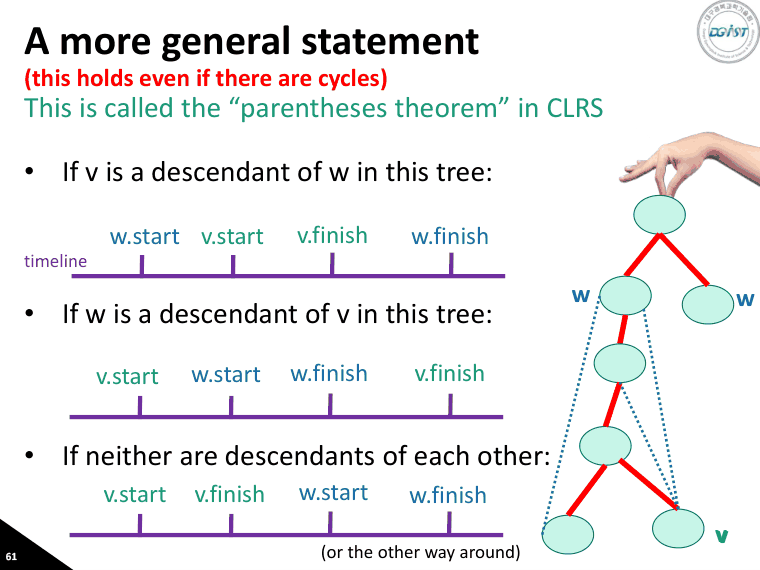 A more general statement
(this holds even if there are cycles)
This is called the “parentheses theorem” in CLRS
• If v is a descendant of w in this tree:
w.start v.start v.finish w.finish
timeline
• If w is a descendant of v in this tree:
v.start w.start w.finish v.finish
• If neither are descendants of each other:
v.start v.finish w.start w.finish
(or the other way around)
w
w
v
61
DGIST